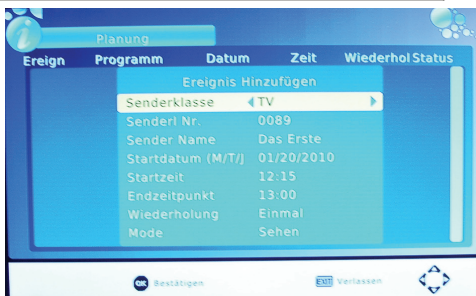 Planung
Ereign Programm Datum Zeit Wiederhol Status
Ereignis Hinzufügen
Senderklasse TV
Senderl Nr. 0089
Sender Name Das Erste
Startdatum (M/T/J 01/20/2010
Startzeit 12:15
Endzeitpunkt 13:00
Wiederholung Einmal
Mode Sehen
OK Bestätigen EXIT Verlassen